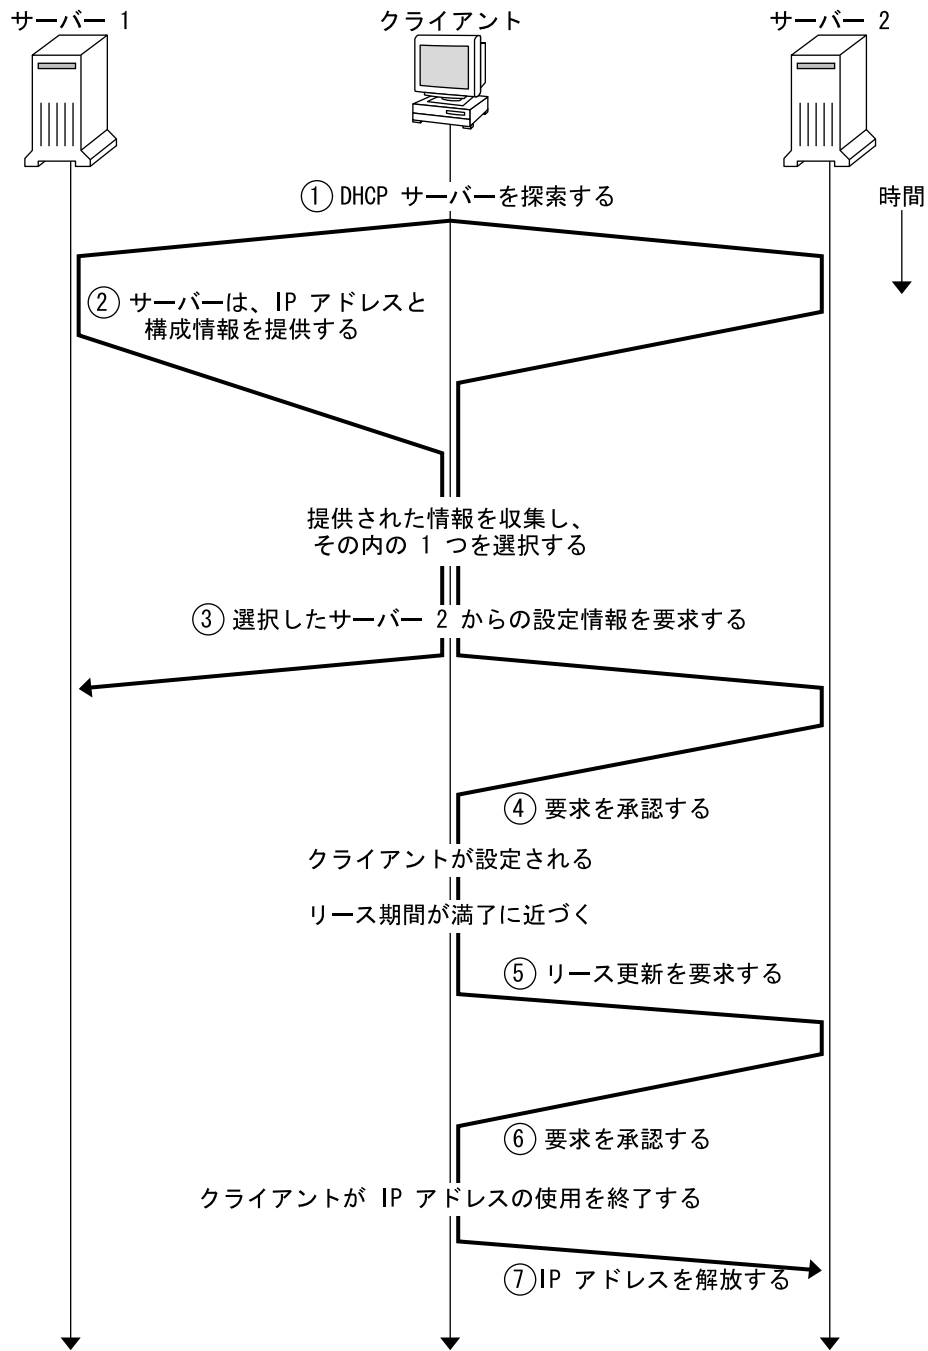 サーバー 1
クライアント
サーバー 2
① DHCP サーバーを探索する
時間
② サーバーは、IP アドレスと
構成情報を提供する
提供された情報を収集し、
その内の 1 つを選択する
③ 選択したサーバー 2 からの設定情報を要求する
④ 要求を承認する
クライアントが設定される
リース期間が満了に近づく
⑤ リース更新を要求する
⑥ 要求を承認する
クライアントが IP アドレスの使用を終了する
⑦ IP アドレスを解放する